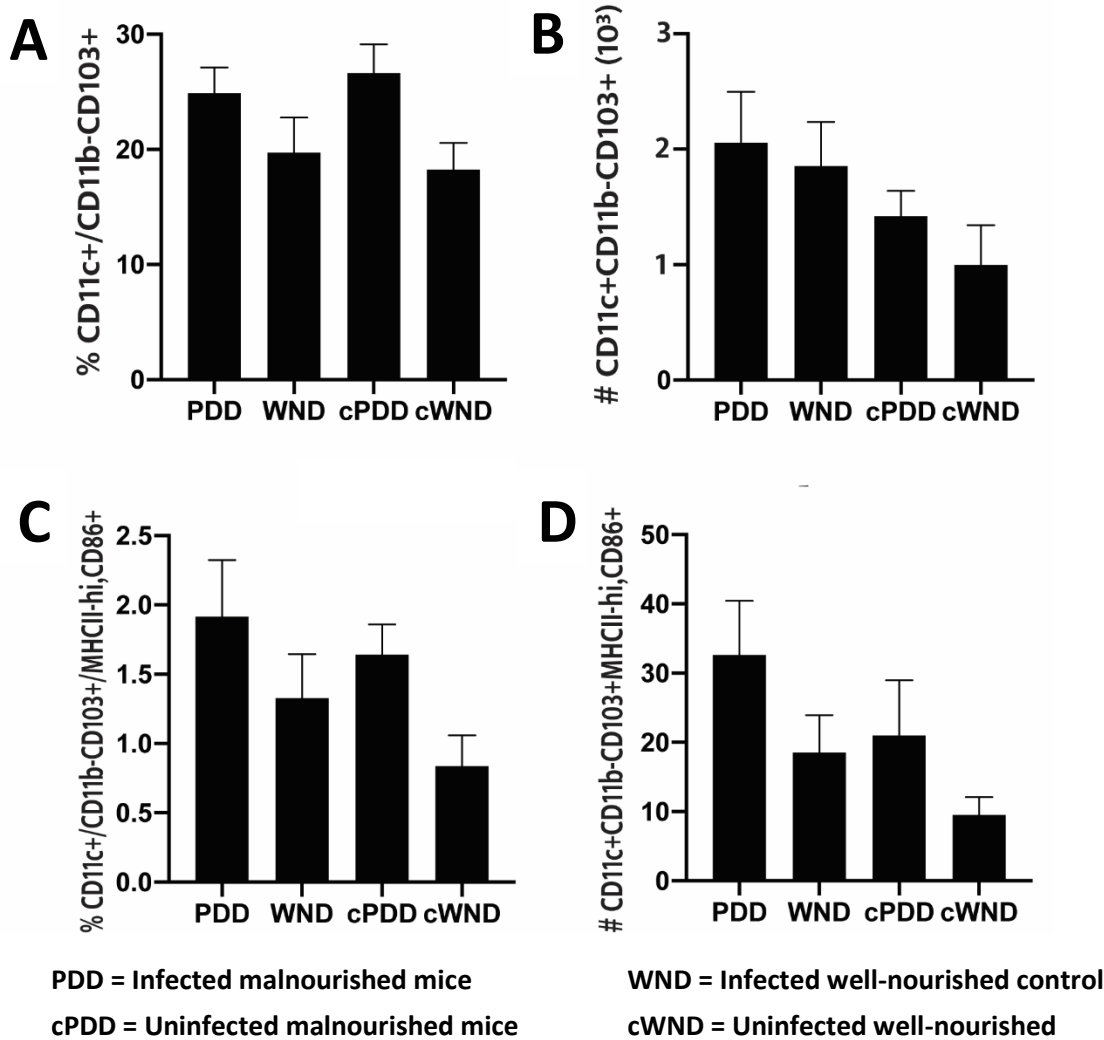 A
% CD11c+/CD11b-CD103+
30
20
10
0
PDD WND cPDD cWND
B
# CD11c+CD11b-CD103+ (10³)
3
2
1
0
PDD WND cPDD cWND
C
% CD11c+/CD11b-CD103+/MHCII-hi,CD86+
2.5
2.0
1.5
1.0
0.5
0.0
PDD WND cPDD cWND
D
# CD11c+CD11b-CD103+MHCII-hi,CD86+
50
40
30
20
10
0
PDD WND cPDD cWND
PDD = Infected malnourished mice
WND = Infected well-nourished control
cPDD = Uninfected malnourished mice
cWND = Uninfected well-nourished